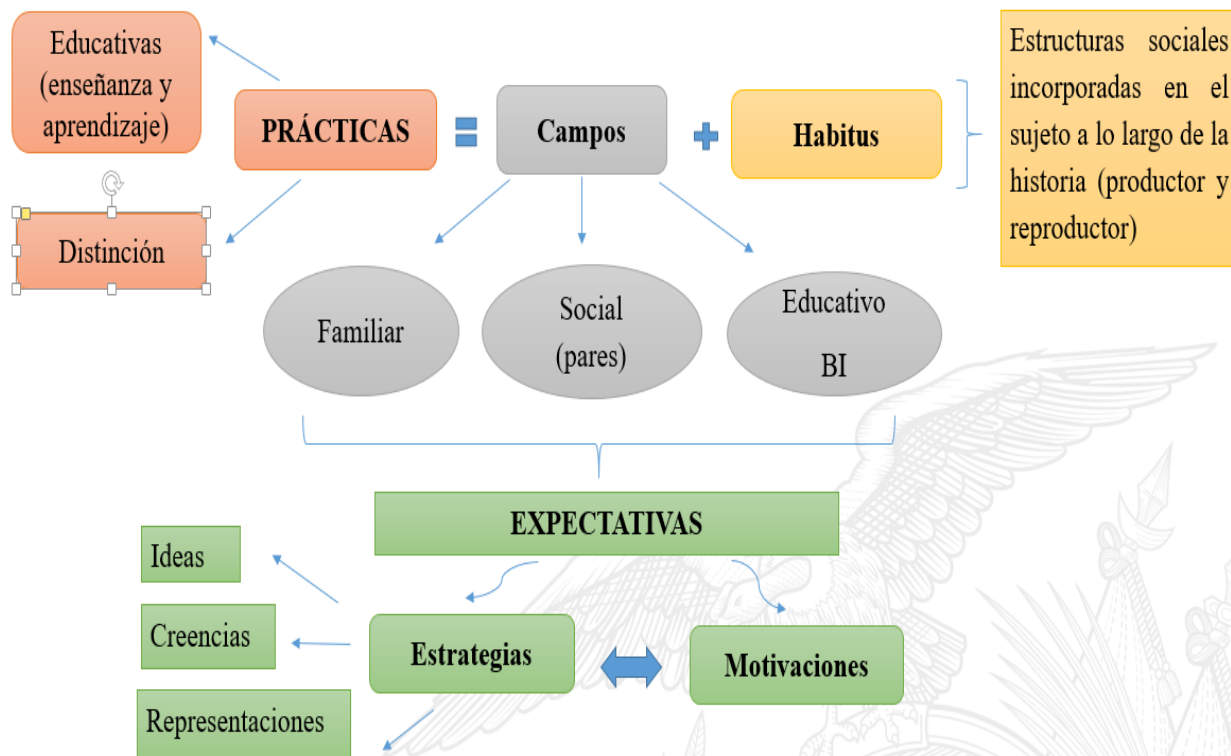 Educativas
(enseñanza y
aprendizaje)
PRÁCTICAS
Campos
Habitus
Estructuras sociales
incorporadas en el
sujeto a lo largo de la
historia (productor y
reproductor)
Distinción
Familiar
Social
(pares)
Educativo
BI
EXPECTATIVAS
Ideas
Creencias
Representaciones
Estrategias
Motivaciones